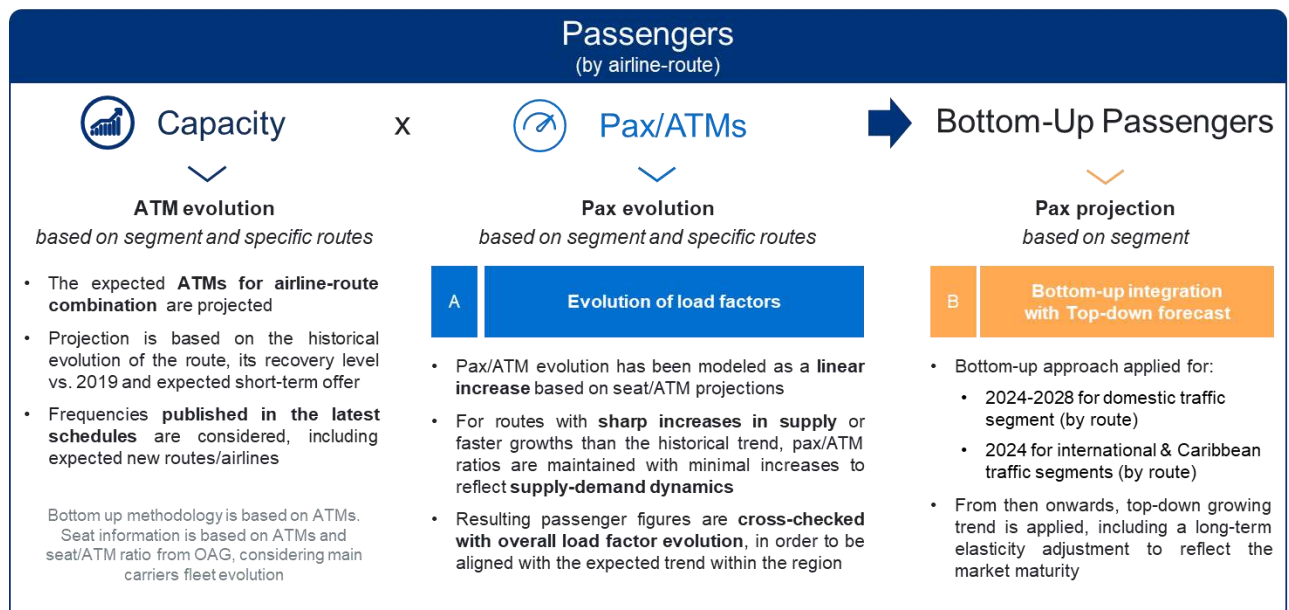 Passengers
(by airline-route)
Capacity
x
Pax/ATMs
Bottom-Up Passengers
ATM evolution
based on segment and specific routes
• The expected ATMs for airline-route
combination are projected
• Projection is based on the historical
evolution of the route, its recovery level
vs. 2019 and expected short-term offer
• Frequencies published in the latest
schedules are considered, including
expected new routes/airlines
Bottom up methodology is based on ATMs.
Seat information is based on ATMs and
seat/ATM ratio from OAG, considering main
carriers fleet evolution
Pax evolution
based on segment and specific routes
A
Evolution of load factors
• Pax/ATM evolution has been modeled as a linear
increase based on seat/ATM projections
• For routes with sharp increases in supply or
faster growths than the historical trend, pax/ATM
ratios are maintained with minimal increases to
reflect supply-demand dynamics
• Resulting passenger figures are cross-checked
with overall load factor evolution, in order to be
aligned with the expected trend within the region
Pax projection
based on segment
B
Bottom-up integration
with Top-down forecast
• Bottom-up approach applied for:
• 2024-2028 for domestic traffic
segment (by route)
• 2024 for international & Caribbean
traffic segments (by route)
• From then onwards, top-down growing
trend is applied, including a long-term
elasticity adjustment to reflect the
market maturity